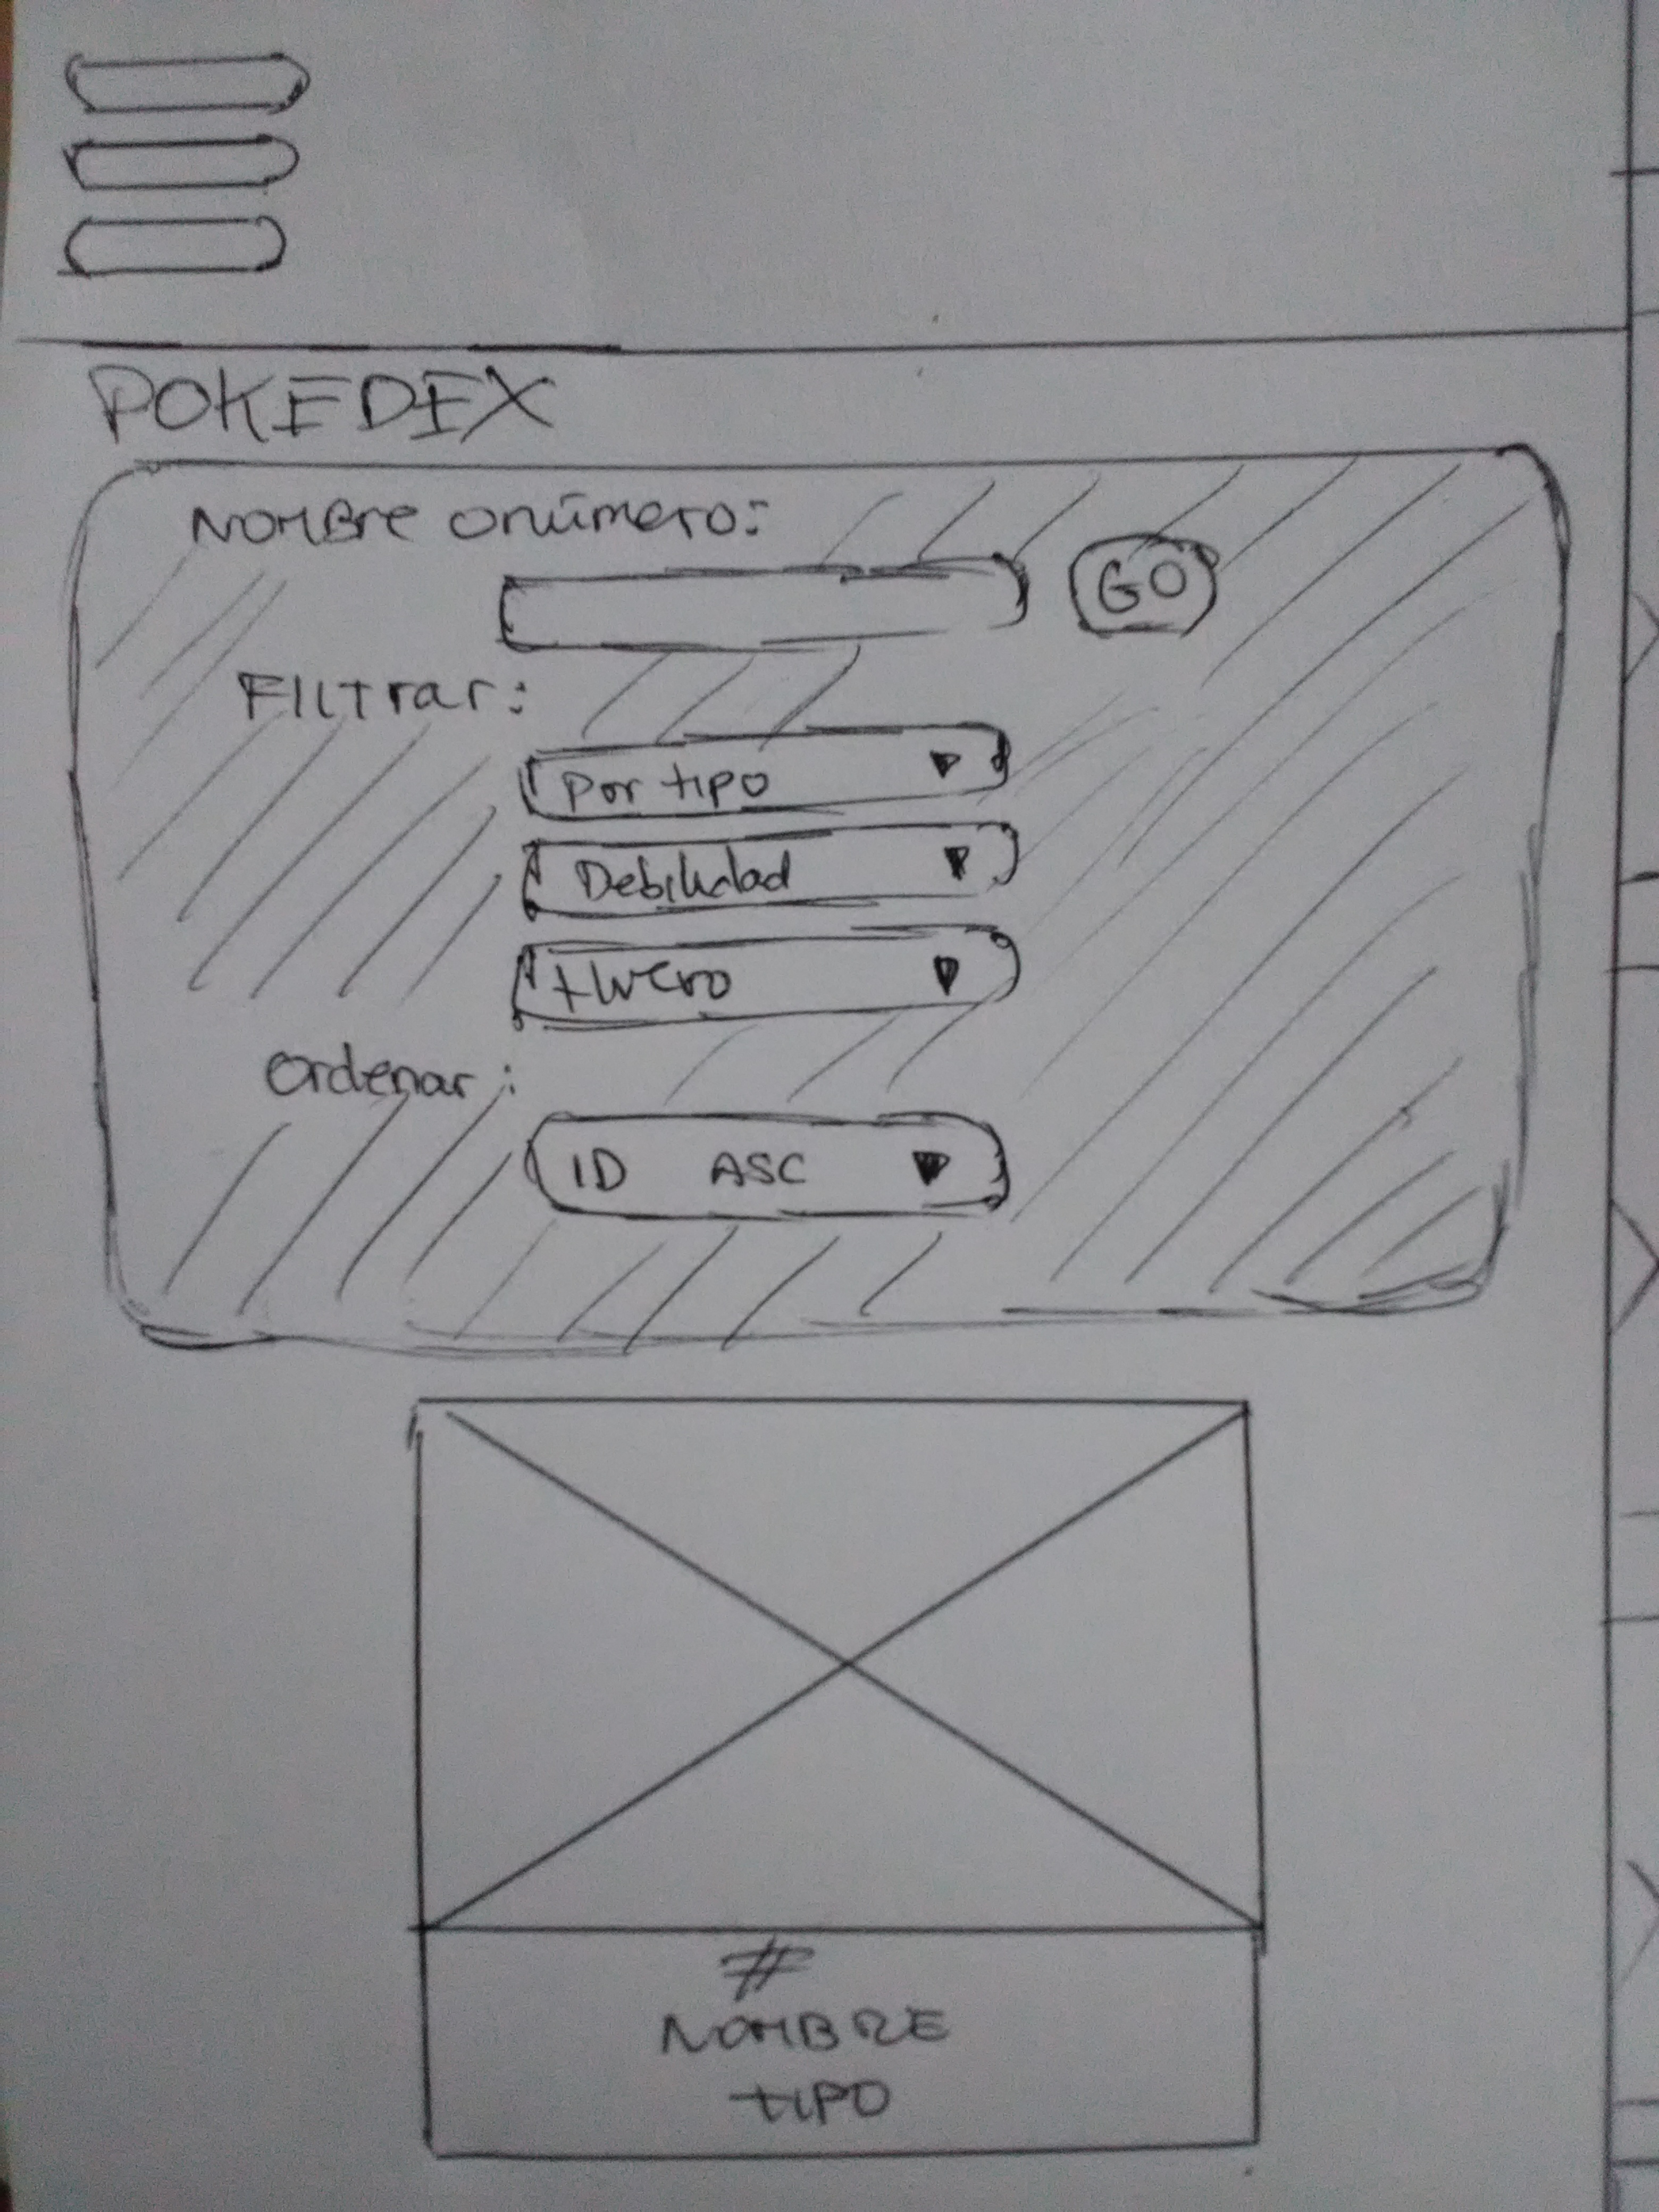 POKEDEX
NOMBre o número:
GO
FIltrar:
Por tipo
Debilidad
Huevo
Ordenar:
ID ASC
#
NOMBRE
TIPO